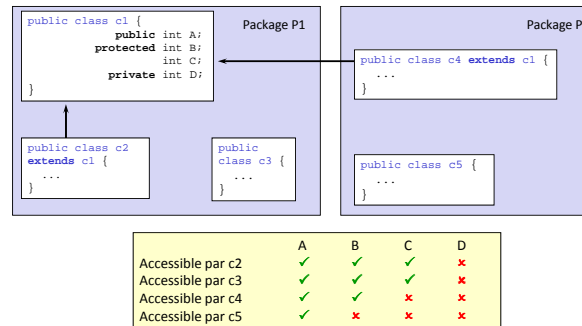 public class c1 {
public int A;
protected int B;
int C;
private int D;
}
Package P1
public class c2
extends c1 {
...
}
public
class c3 {
...
}
Package P
public class c4 extends c1 {
...
}
public class c5 {
...
}
A B C D
Accessible par c2 ✓ ✓ ✓ ×
Accessible par c3 ✓ ✓ ✓ ×
Accessible par c4 ✓ ✓ × ×
Accessible par c5 ✓ × × ×